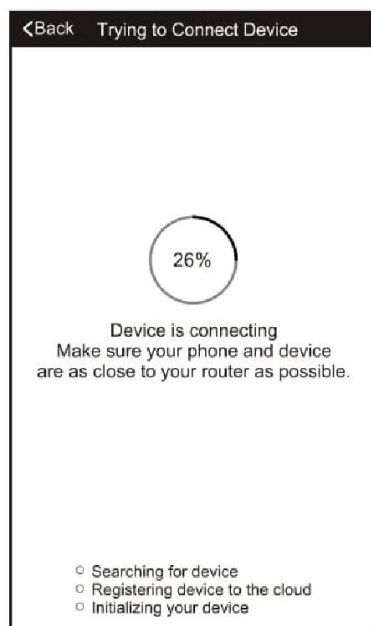 <Back Trying to Connect Device
26%
Device is connecting
Make sure your phone and device
are as close to your router as possible.
Searching for device
Registering device to the cloud
Initializing your device